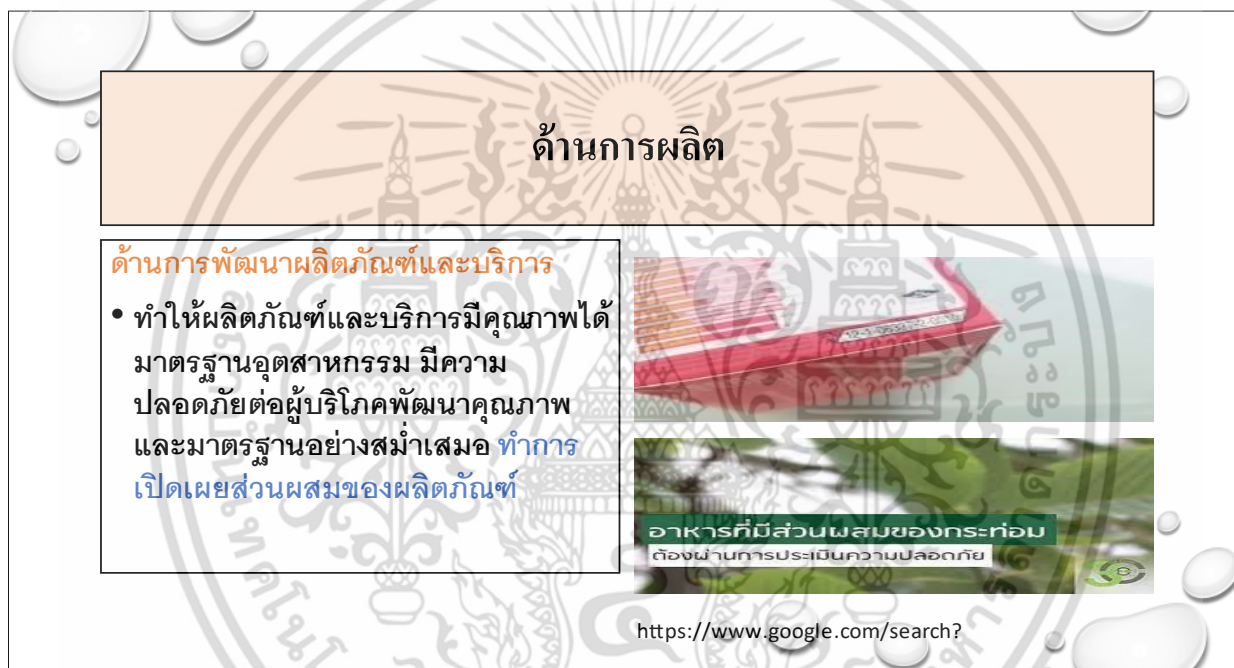 ด้านการผลิต
ด้านการพัฒนาผลิตภัณฑ์และบริการ
• ทำให้ผลิตภัณฑ์และบริการมีคุณภาพได้
มาตรฐานอุตสาหกรรม มีความ
ปลอดภัยต่อผู้บริโภคพัฒนาคุณภาพ
และมาตรฐานอย่างสม่ำเสมอ ทำการ
เปิดเผยส่วนผสมของผลิตภัณฑ์
อาหารที่มีส่วนผสมของกระท่อม
ต้องผ่านการประเมินความปลอดภัย
https://www.google.com/search?